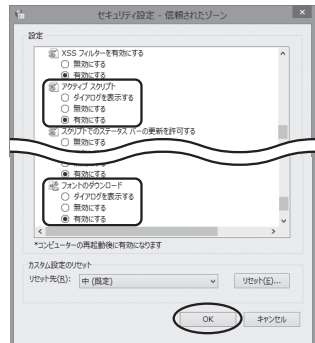 セキュリティ設定 - 信頼されたゾーン
設定
XSS フィルターを有効にする
無効にする
有効にする
アクティブ スクリプト
ダイアログを表示する
無効にする
有効にする
スクリプトでのステータス バーの更新を許可する
有効にする
フォントのダウンロード
ダイアログを表示する
無効にする
有効にする
*コンピューターの再起動後に有効になります
カスタム設定のリセット
リセット先(R): 中 (既定) リセット(E)...
OK キャンセル